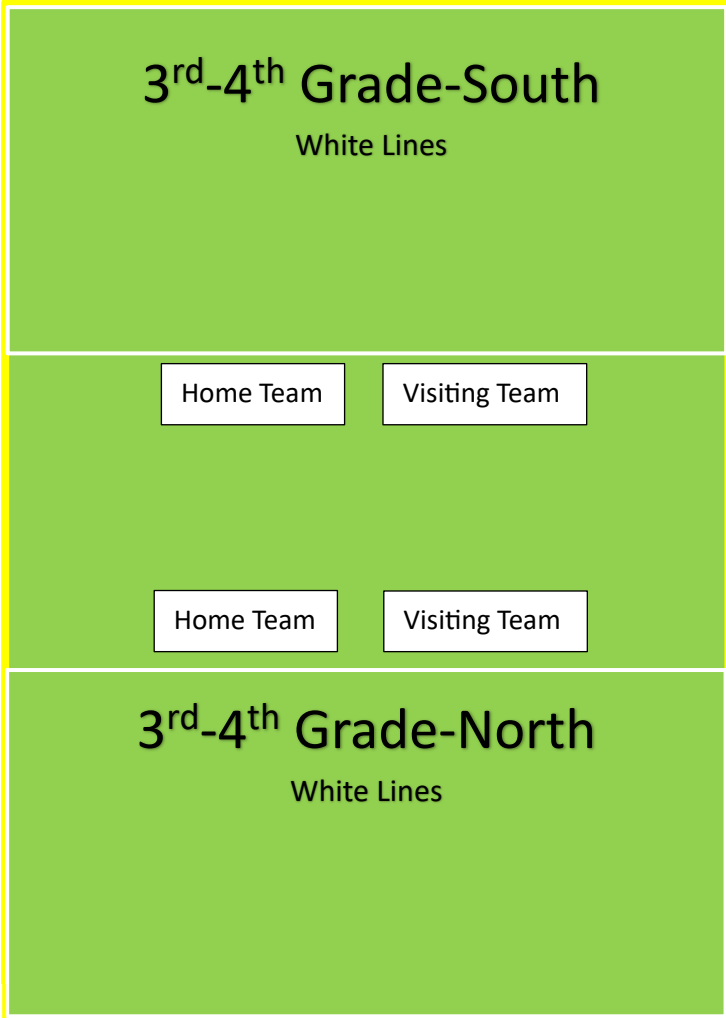 3rd-4th Grade-South
White Lines
Home Team Visiting Team
Home Team Visiting Team
3rd-4th Grade-North
White Lines